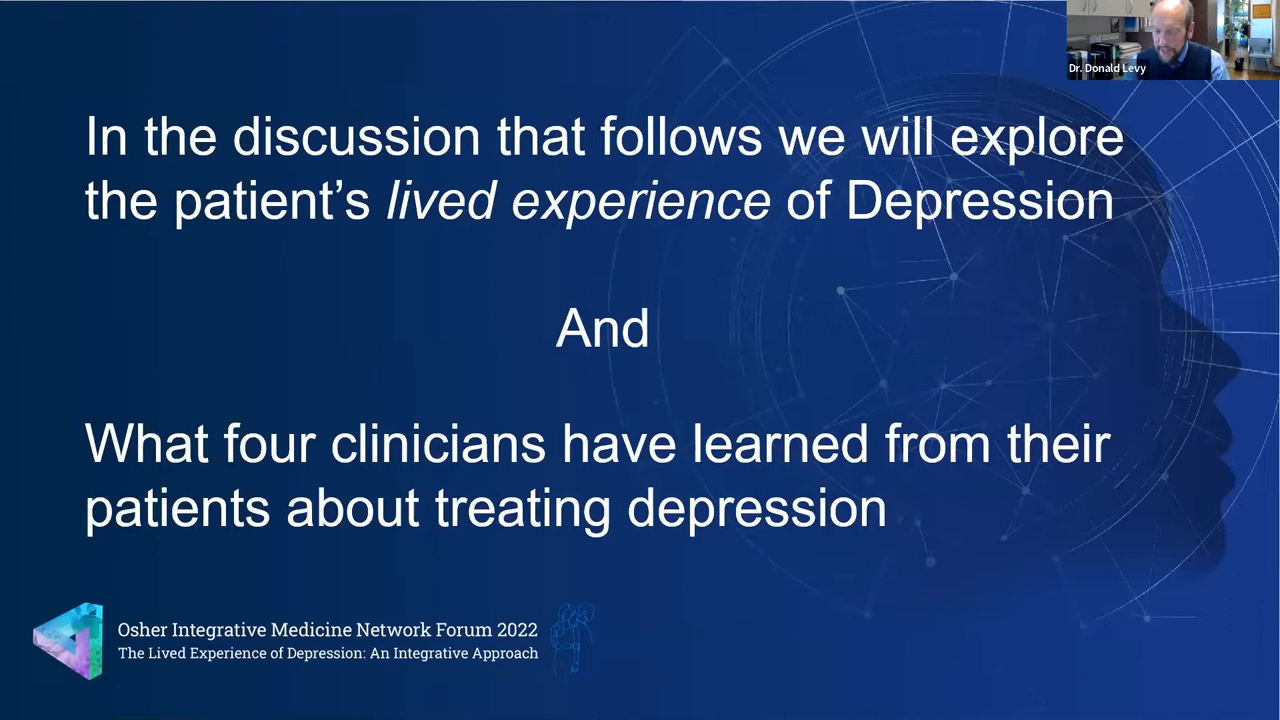 Dr. Donald Levy
In the discussion that follows we will explore
the patient’s lived experience of Depression
And
What four clinicians have learned from their
patients about treating depression
Osher Integrative Medicine Network Forum 2022
The Lived Experience of Depression: An Integrative Approach